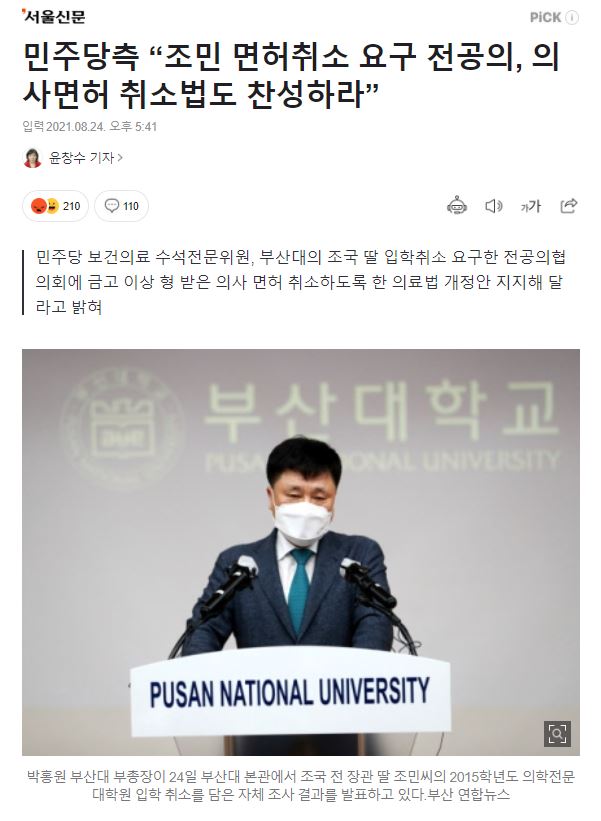 서울신문
PiCK i
민주당측 “조민 면허취소 요구 전공의, 의
사면허 취소법도 찬성하라”
입력2021.08.24. 오후 5:41
윤창수 기자 >
210
110
가가
민주당 보건의료 수석전문위원, 부산대의 조국 딸 입학취소 요구한 전공의협
의회에 금고 이상 형 받은 의사 면허 취소하도록 한 의료법 개정안 지지해 달
라고 밝혀
부산대학교
PUSAN NATIONAL UNIVERSITY
PUSAN NATIONAL UNIVERSITY
박홍원 부산대 부총장이 24일 부산대 본관에서 조국 전 장관 딸 조민씨의 2015학년도 의학전문
대학원 입학 취소를 담은 자체 조사 결과를 발표하고 있다.부산 연합뉴스